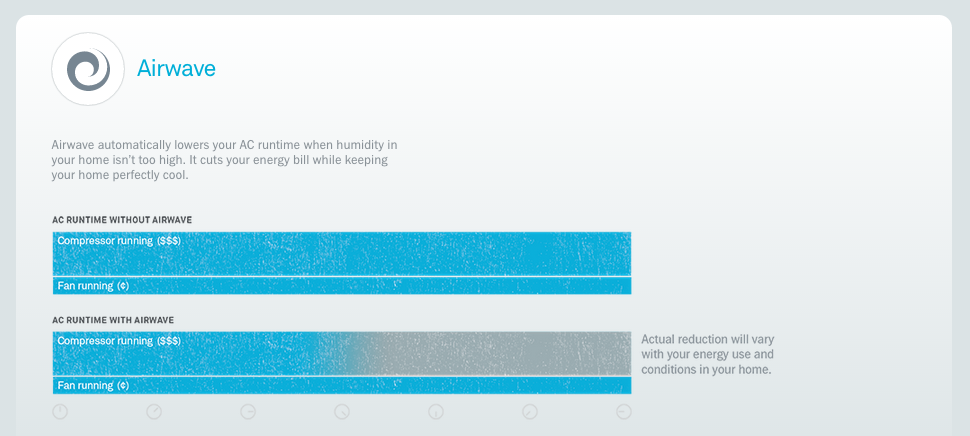 Airwave
Airwave automatically lowers your AC runtime when humidity in
your home isn't too high. It cuts your energy bill while keeping
your home perfectly cool.
AC RUNTIME WITHOUT AIRWAVE
Compressor running ($$$)
Fan running (¢)
AC RUNTIME WITH AIRWAVE
Compressor running ($$$)
Actual reduction will vary
with your energy use and
conditions in your home.
Fan running (¢)